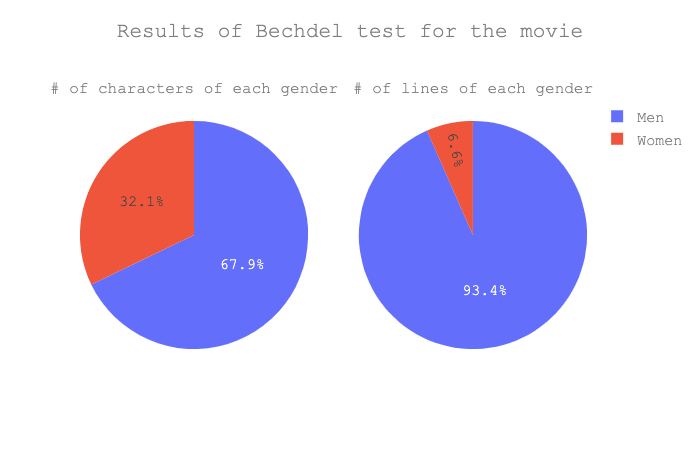 Results of Bechdel test for the movie
# of characters of each gender
# of lines of each gender
Men
Women
32.1%
67.9%
6.6%
93.4%